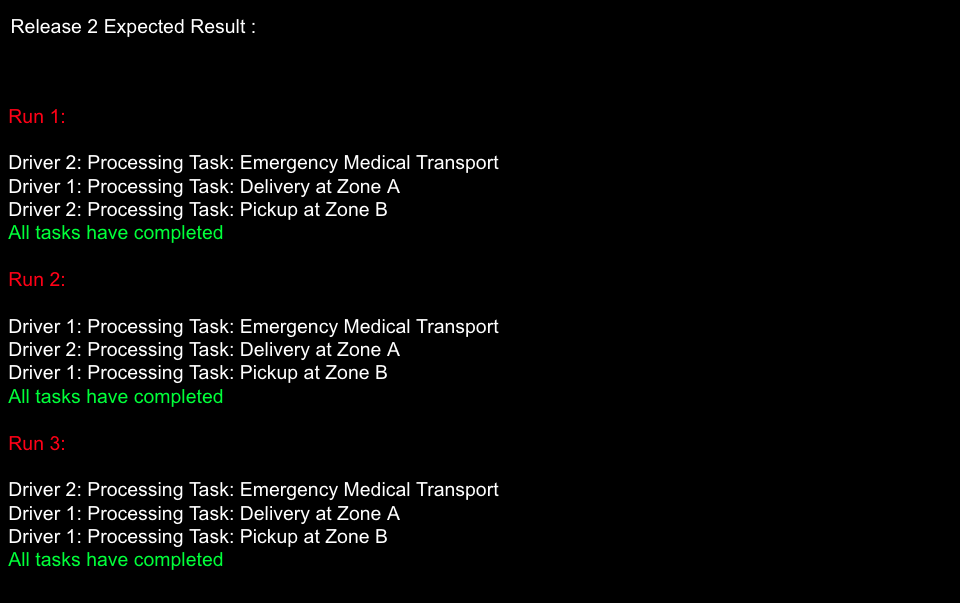 Release 2 Expected Result :
Run 1:
Driver 2: Processing Task: Emergency Medical Transport
Driver 1: Processing Task: Delivery at Zone A
Driver 2: Processing Task: Pickup at Zone B
All tasks have completed
Run 2:
Driver 1: Processing Task: Emergency Medical Transport
Driver 2: Processing Task: Delivery at Zone A
Driver 1: Processing Task: Pickup at Zone B
All tasks have completed
Run 3:
Driver 2: Processing Task: Emergency Medical Transport
Driver 1: Processing Task: Delivery at Zone A
Driver 1: Processing Task: Pickup at Zone B
All tasks have completed